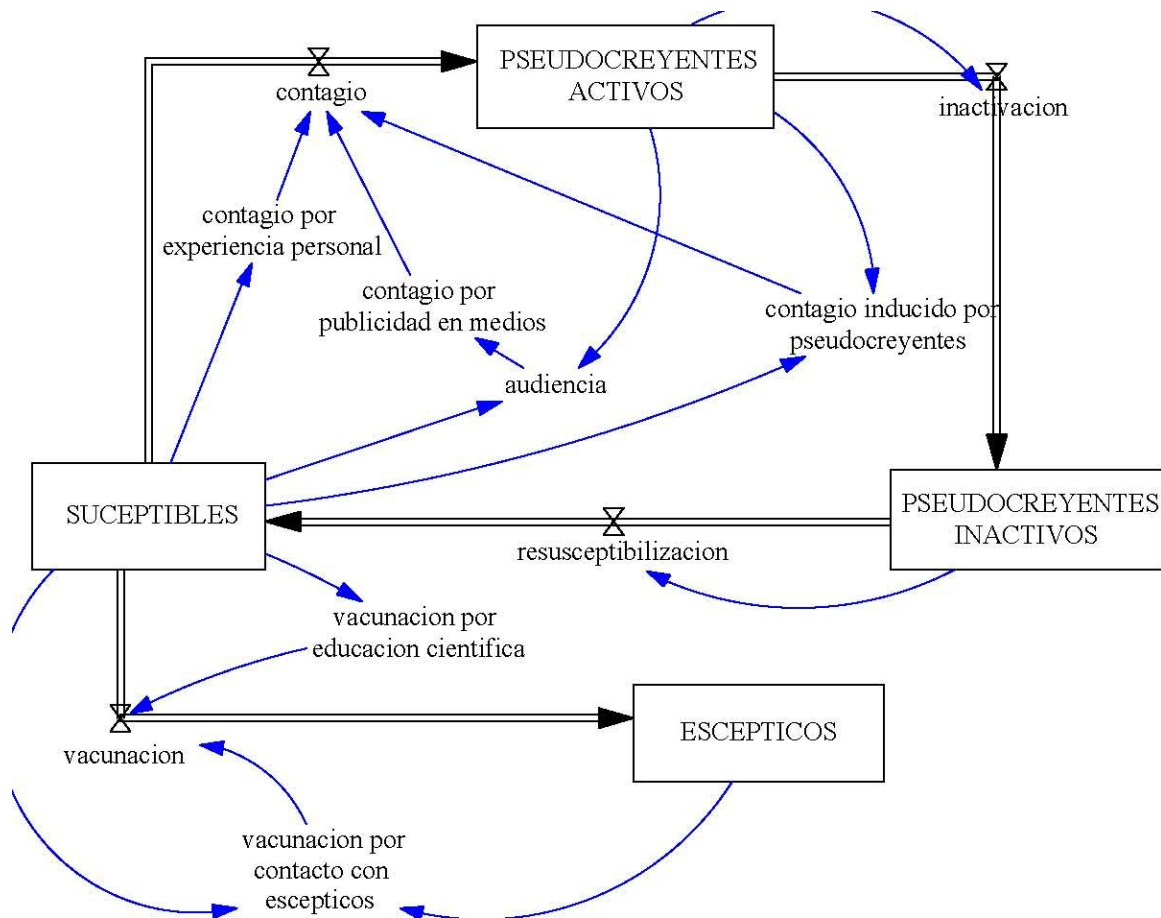 PSEUDOCREYENTES
ACTIVOS
contagio
inactivacion
contagio por
experiencia personal
contagio por
publicidad en medios
contagio inducido por
pseudocreyentes
audiencia
SUCEPTIBLES
PSEUDOCREYENTES
INACTIVOS
resusceptibilizacion
vacunacion por
educacion cientifica
ESCEPTICOS
vacunacion
vacunacion por
contacto con
escepticos